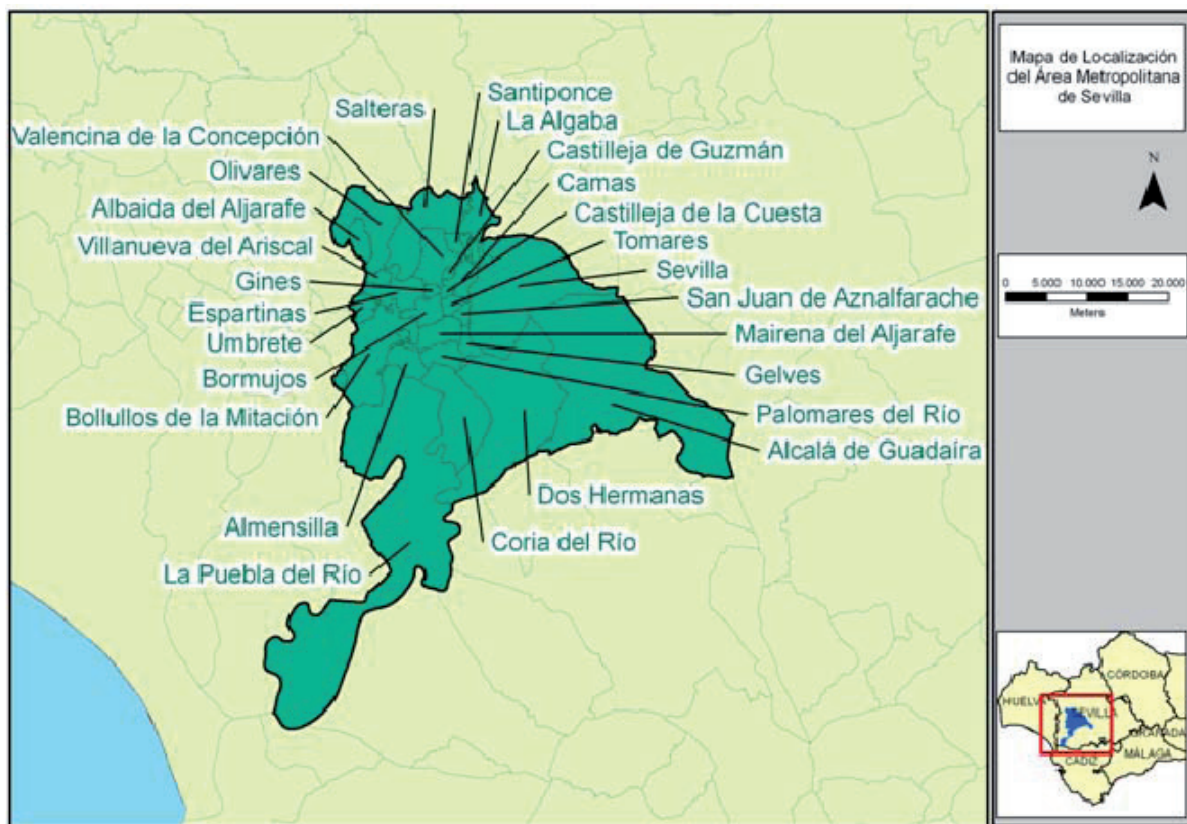 Salteras
Santiponce
La Algaba
Valencina de la Concepción
Castilleja de Guzmán
Olivares
Camas
Albaida del Aljarafe
Castilleja de la Cuesta
Villanueva del Ariscal
Tomares
Gines
Sevilla
Espartinas
San Juan de Aznalfarache
Umbrete
Mairena del Aljarafe
Bormujos
Gelves
Bollullos de la Mitación
Palomares del Río
Alcalá de Guadaíra
Dos Hermanas
Almensilla
Coria del Río
La Puebla del Río
Mapa de Localización
del Área Metropolitana
de Sevilla
N
0 5.000 10.000 15.000 20.000
Meters
CÓRDOBA
HUELVA
SEVILLA
GRANADA
MÁLAGA
CÁDIZ